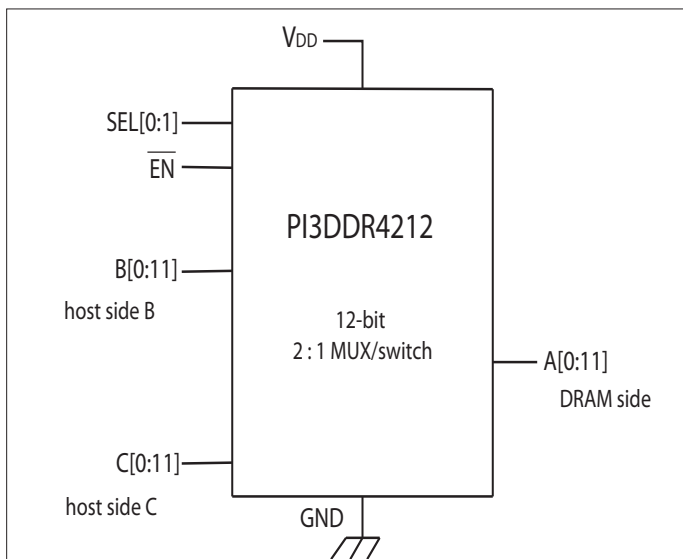 VDD
SEL[0:1]
EN
PI3DDR4212
B[0:11]
host side B
12-bit
2 : 1 MUX/switch
A[0:11]
DRAM side
C[0:11]
host side C
GND